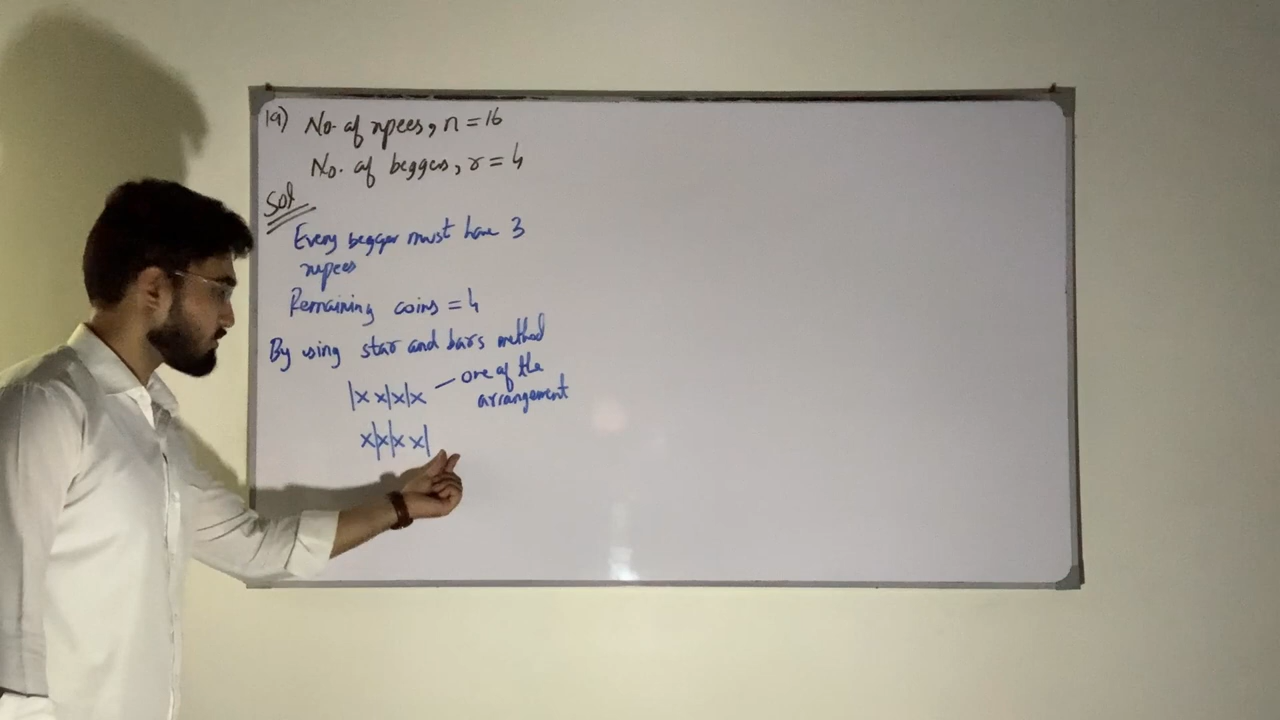 19) No. of rupees, n = 16
No. of beggers, r = 4
Sol
Every begger must have 3
rupees
Remaining coins = 4
By using star and bars method
|x x|x|x – one of the
arrangement
x|x|x x|